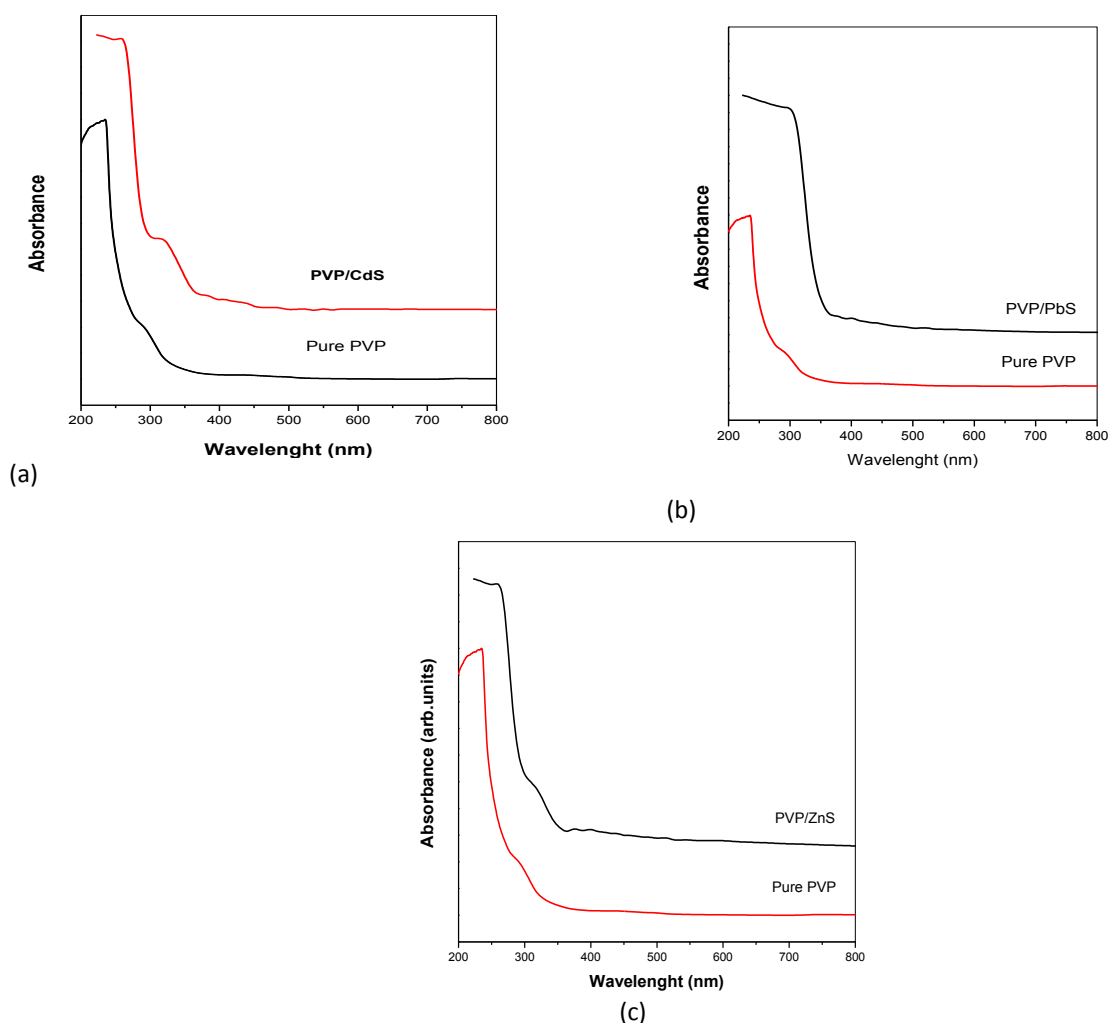 Absorbance
PVP/CdS
Pure PVP
200 300 400 500 600 700 800
Wavelenght (nm)
(a)
Absorbance
PVP/PbS
Pure PVP
200 300 400 500 600 700 800
Wavelenght (nm)
(b)
Absorbance (arb.units)
PVP/ZnS
Pure PVP
200 300 400 500 600 700 800
Wavelenght (nm)
(c)